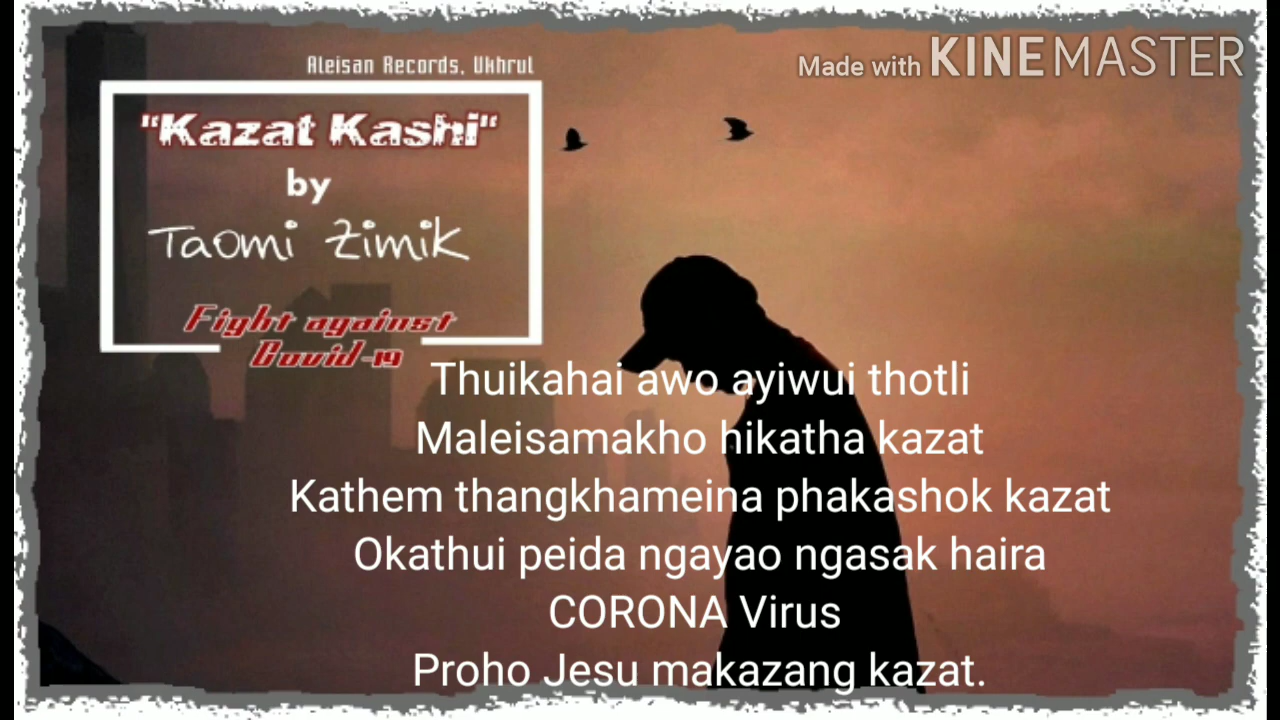 Aleisan Records, Ukhrul
Made with KINEMASTER
"Kazat Kashi"
by
Taomi Zimik
Fight against
Covid-19
Thuikahai awo ayiwui thotli
Maleisamakho hikatha kazat
Kathem thangkhameina phakashok kazat
Okathui peida ngayao ngasak haira
CORONA Virus
Proho Jesu makazang kazat.